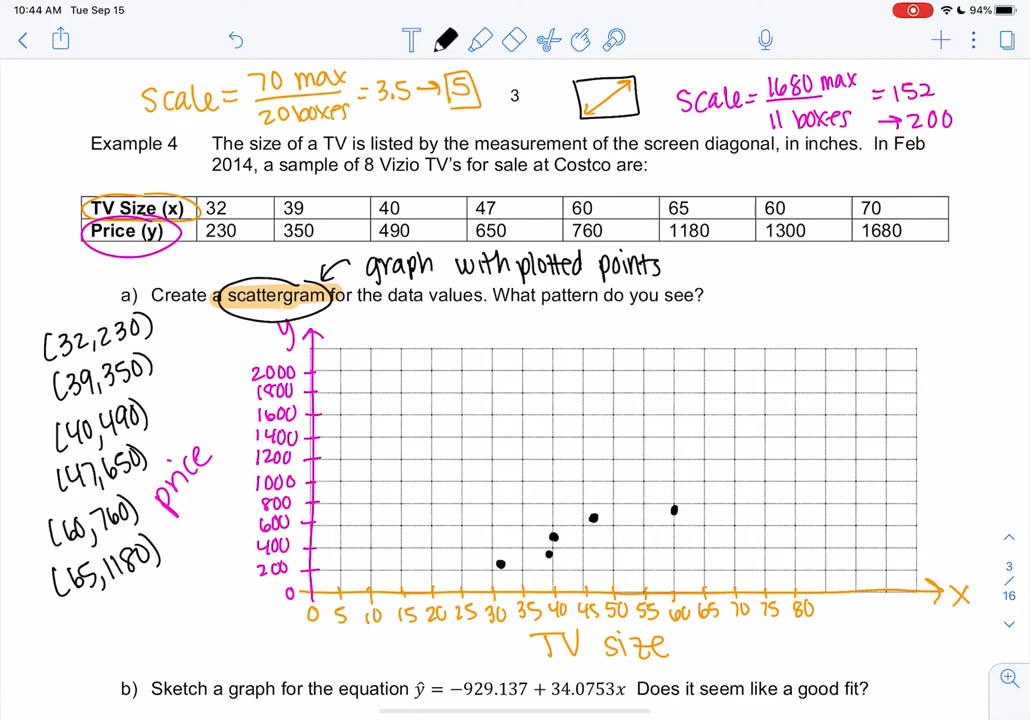 10:44 AM Tue Sep 15
94%
T
Scale = 70 max / 20 boxes = 3.5 → 5
3
Scale = 1680 max / 11 boxes = 152 → 200
Example 4 The size of a TV is listed by the measurement of the screen diagonal, in inches. In Feb
2014, a sample of 8 Vizio TV's for sale at Costco are:
TV Size (x) 32 39 40 47 60 65 60 70
Price (y) 230 350 490 650 760 1180 1300 1680
graph with plotted points
a) Create a scattergram for the data values. What pattern do you see?
(32,230)
(39,350)
(40,490)
(47,650)
(60,760)
(65,1180)
price
y
2000
1800
1600
1400
1200
1000
800
600
400
200
0
0 5 10 15 20 25 30 35 40 45 50 55 60 65 70 75 80 X
TV size
3
/
16
b) Sketch a graph for the equation ŷ = −929.137 + 34.0753x Does it seem like a good fit?